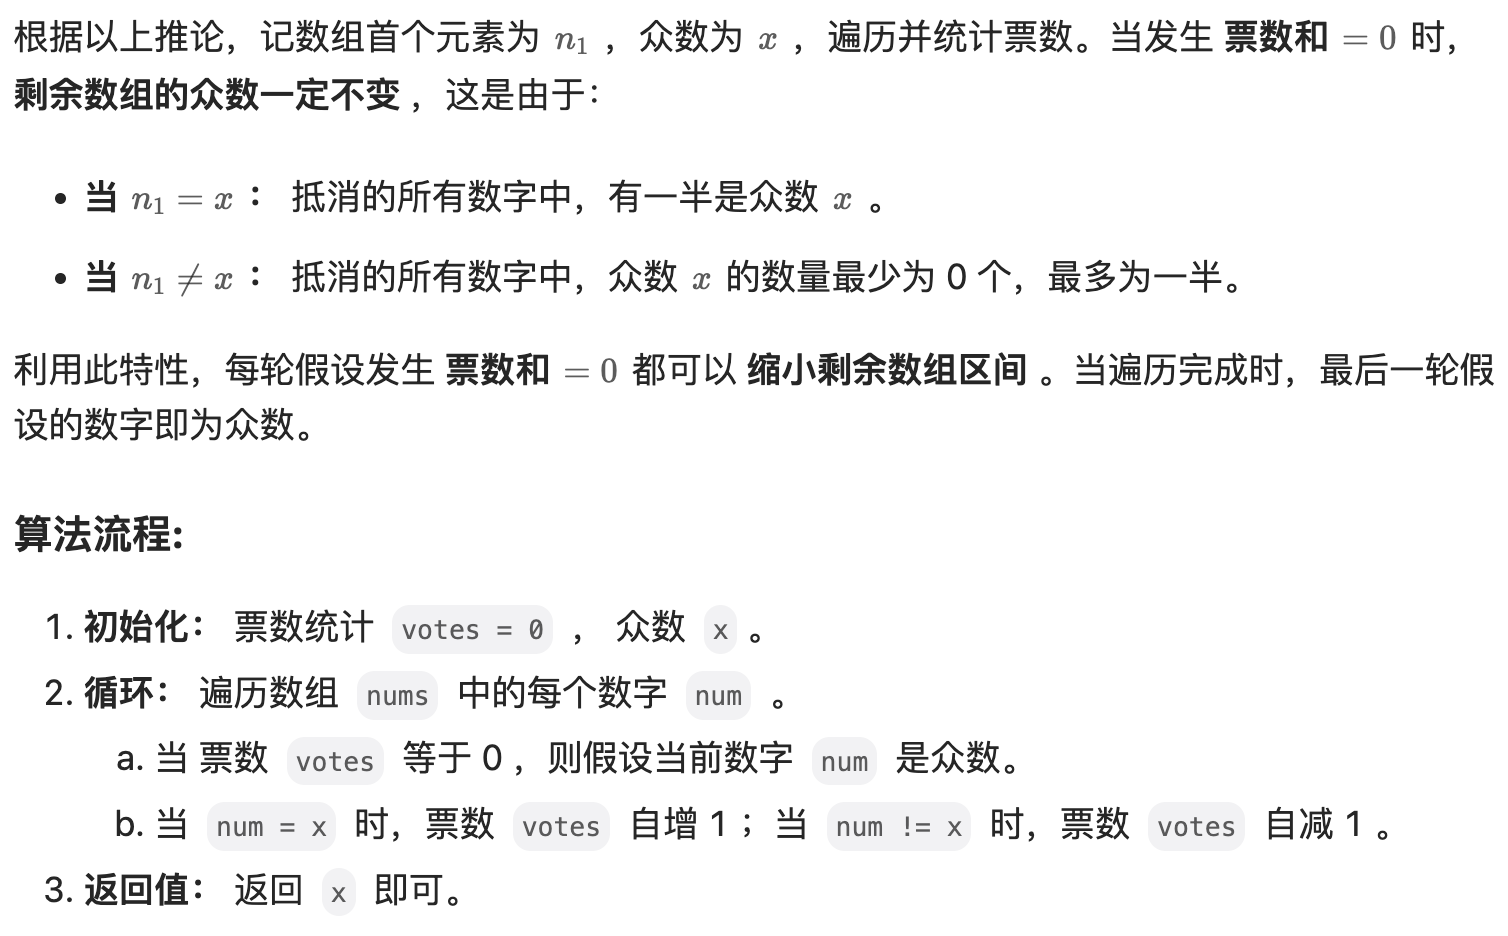 根据以上推论，记数组首个元素为 n₁ ，众数为 x ，遍历并统计票数。当发生 票数和 = 0 时，
剩余数组的众数一定不变 ，这是由于：
• 当 n₁ = x ： 抵消的所有数字中，有一半是众数 x 。
• 当 n₁ ≠ x ： 抵消的所有数字中，众数 x 的数量最少为 0 个，最多为一半。
利用此特性，每轮假设发生 票数和 = 0 都可以 缩小剩余数组区间 。当遍历完成时，最后一轮假
设的数字即为众数。
算法流程:
1. 初始化： 票数统计 votes = 0 ， 众数 x 。
2. 循环： 遍历数组 nums 中的每个数字 num 。
a. 当 票数 votes 等于 0 ，则假设当前数字 num 是众数。
b. 当 num = x 时，票数 votes 自增 1 ；当 num != x 时，票数 votes 自减 1 。
3. 返回值： 返回 x 即可。